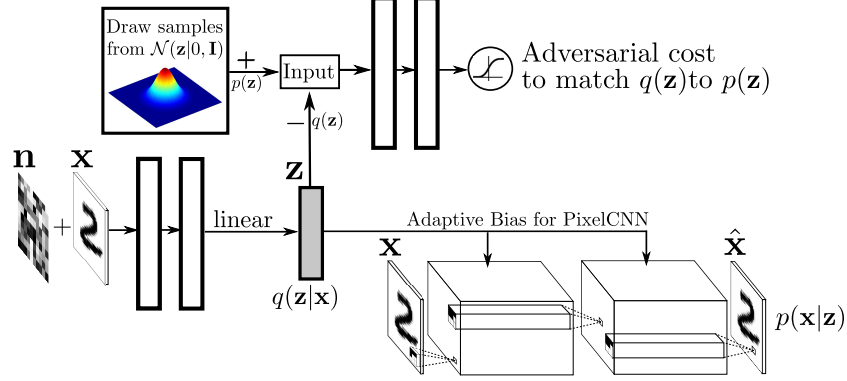 Draw samples
from 𝒩(z|0, I)
+
p(z)
Input
Adversarial cost
to match q(z)to p(z)
− q(z)
n
x
+
z
linear
q(z|x)
Adaptive Bias for PixelCNN
x
x̂
p(x|z)